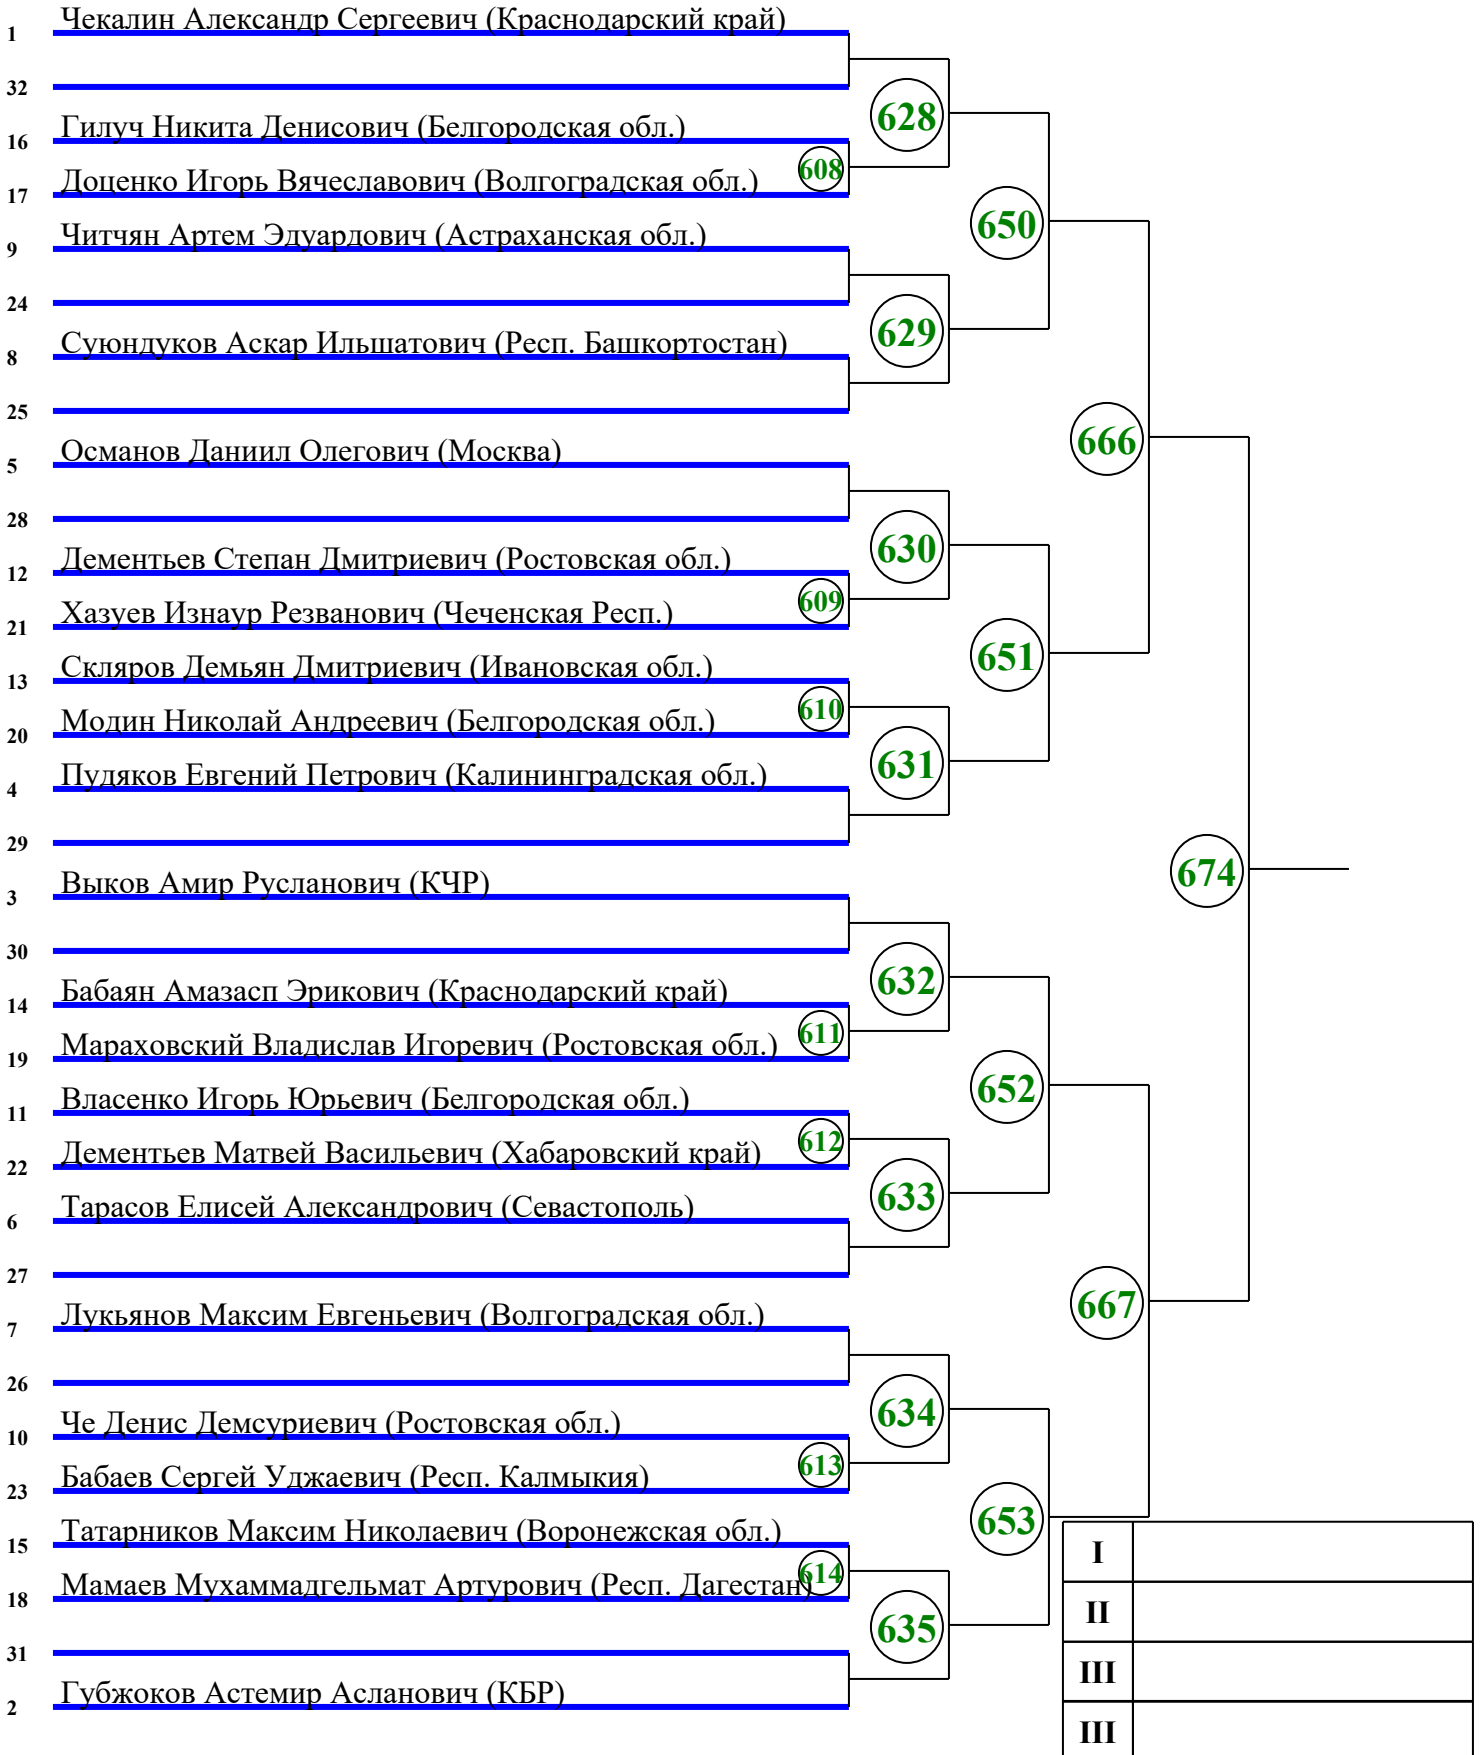 1 Чекалин Александр Сергеевич (Краснодарский край)
32
16 Гилуч Никита Денисович (Белгородская обл.)
17 Доценко Игорь Вячеславович (Волгоградская обл.)
9 Читчян Артем Эдуардович (Астраханская обл.)
24
8 Суюндуков Аскар Ильшатович (Респ. Башкортостан)
25
5 Османов Даниил Олегович (Москва)
28
12 Дементьев Степан Дмитриевич (Ростовская обл.)
21 Хазуев Изнаур Резванович (Чеченская Респ.)
13 Скляров Демьян Дмитриевич (Ивановская обл.)
20 Модин Николай Андреевич (Белгородская обл.)
4 Пудяков Евгений Петрович (Калининградская обл.)
29
3 Выков Амир Русланович (КЧР)
30
14 Бабаян Амазасп Эрикович (Краснодарский край)
19 Мараховский Владислав Игоревич (Ростовская обл.)
11 Власенко Игорь Юрьевич (Белгородская обл.)
22 Дементьев Матвей Васильевич (Хабаровский край)
6 Тарасов Елисей Александрович (Севастополь)
27
7 Лукьянов Максим Евгеньевич (Волгоградская обл.)
26
10 Че Денис Демсуриевич (Ростовская обл.)
23 Бабаев Сергей Уджаевич (Респ. Калмыкия)
15 Татарников Максим Николаевич (Воронежская обл.)
18 Мамаев Мухаммадгельмат Артурович (Респ. Дагестан)
31
2 Губжоков Астемир Асланович (КБР)
608
609
610
611
612
613
614
628
629
630
631
632
633
634
635
650
651
652
653
666
667
674
I
II
III
III